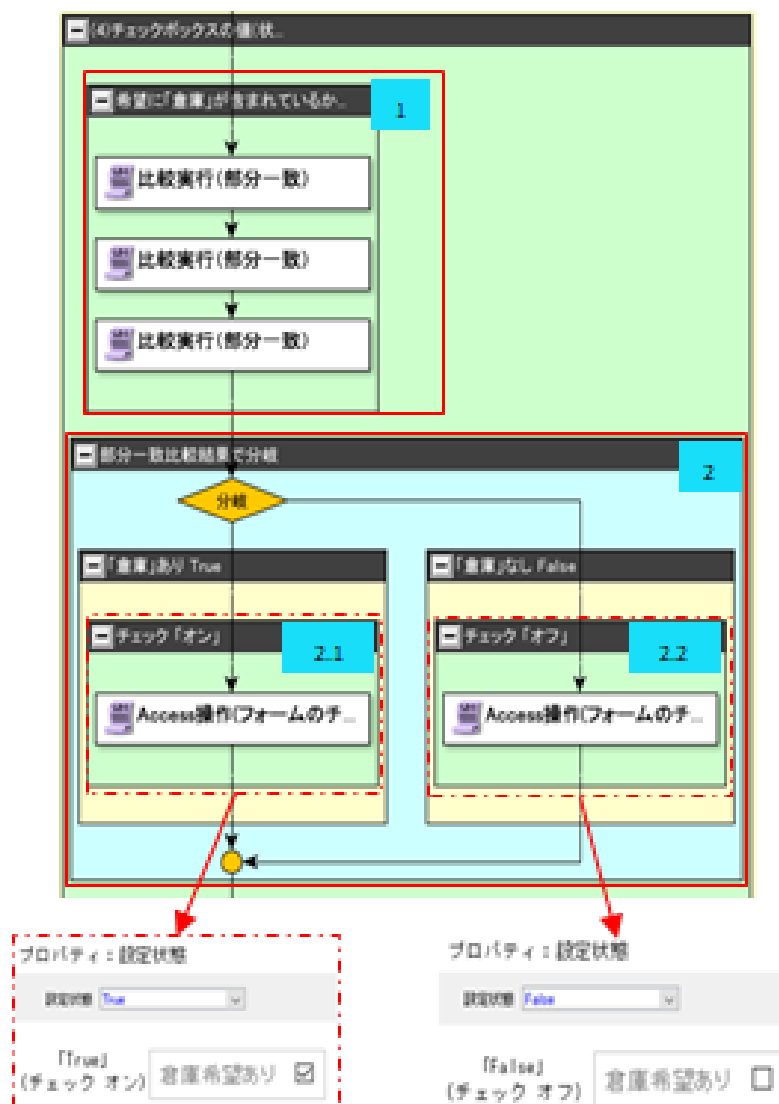 (4)チェックボックスの値(状...
希望に「倉庫」が含まれているか...
1
比較実行(部分一致)
比較実行(部分一致)
比較実行(部分一致)
部分一致比較結果で分岐
2
分岐
「倉庫」あり True
「倉庫」なし False
チェック「オン」
2.1
チェック「オフ」
2.2
Access操作(フォームのチ...
Access操作(フォームのチ...
プロパティ：設定状態
プロパティ：設定状態
設定状態 True
設定状態 False
「True」
(チェック オン)
倉庫希望あり
「False」
(チェック オフ)
倉庫希望あり